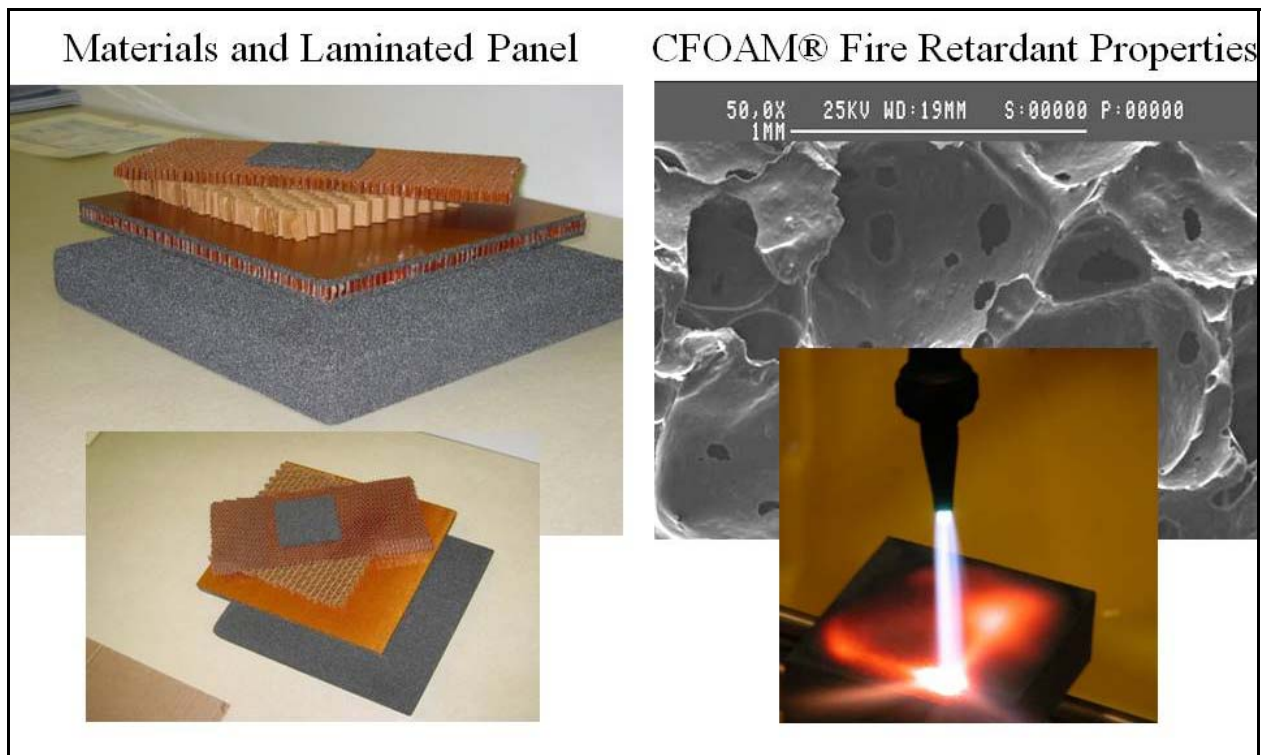 Materials and Laminated Panel
CFOAM® Fire Retardant Properties
50,0X 25KV WD:19MM S:00000 P:00000
1MM